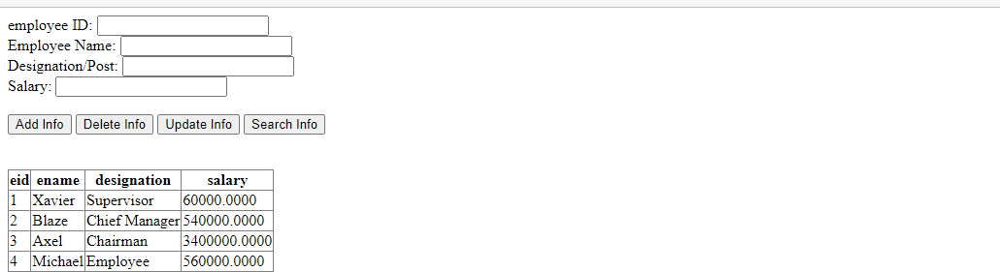 employee ID:
Employee Name:
Designation/Post:
Salary:
Add Info Delete Info Update Info Search Info
eid ename designation salary
1 Xavier Supervisor 60000.0000
2 Blaze Chief Manager 540000.0000
3 Axel Chairman 3400000.0000
4 Michael Employee 560000.0000